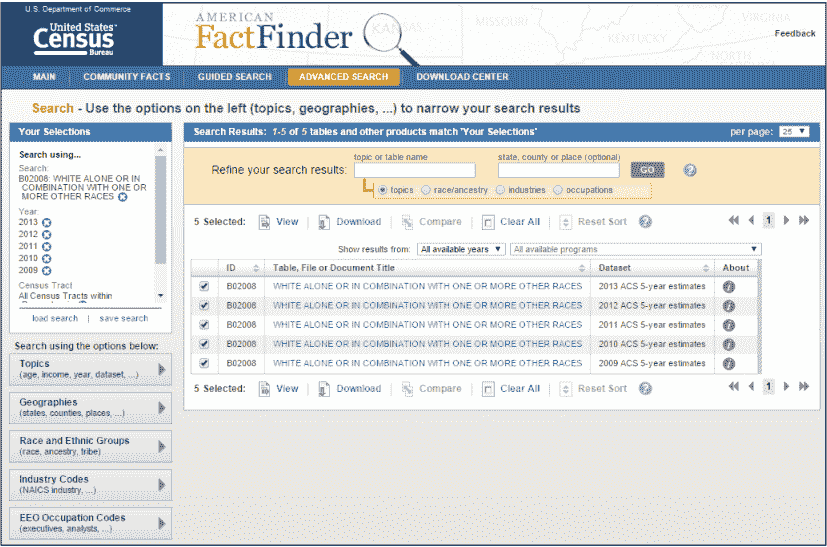 U.S. Department of Commerce
United States®
Census
Bureau
AMERICAN
FactFinder
KANSAS
MISSOURI
KENTUCKY
VIRGINIA
NORTH
Feedback
MAIN
COMMUNITY FACTS
GUIDED SEARCH
ADVANCED SEARCH
DOWNLOAD CENTER
Search - Use the options on the left (topics, geographies, ...) to narrow your search results
Your Selections
Search using...
Search:
B02008: WHITE ALONE OR IN
COMBINATION WITH ONE OR
MORE OTHER RACES
Year:
2013
2012
2011
2010
2009
Census Tract
All Census Tracts within
load search | save search
Search using the options below:
Topics
(age, income, year, dataset, ...)
Geographies
(states, counties, places, ...)
Race and Ethnic Groups
(race, ancestry, tribe)
Industry Codes
(NAICS industry, ...)
EEO Occupation Codes
(executives, analysts, ...)
Search Results: 1-5 of 5 tables and other products match 'Your Selections'
per page: 25
topic or table name
state, county or place (optional)
Refine your search results:
GO
topics race/ancestry industries occupations
5 Selected: View Download Compare Clear All Reset Sort 1
Show results from: All available years All available programs
ID Table, File or Document Title Dataset About
B02008 WHITE ALONE OR IN COMBINATION WITH ONE OR MORE OTHER RACES 2013 ACS 5-year estimates
B02008 WHITE ALONE OR IN COMBINATION WITH ONE OR MORE OTHER RACES 2012 ACS 5-year estimates
B02008 WHITE ALONE OR IN COMBINATION WITH ONE OR MORE OTHER RACES 2011 ACS 5-year estimates
B02008 WHITE ALONE OR IN COMBINATION WITH ONE OR MORE OTHER RACES 2010 ACS 5-year estimates
B02008 WHITE ALONE OR IN COMBINATION WITH ONE OR MORE OTHER RACES 2009 ACS 5-year estimates
5 Selected: View Download Compare Clear All Reset Sort 1